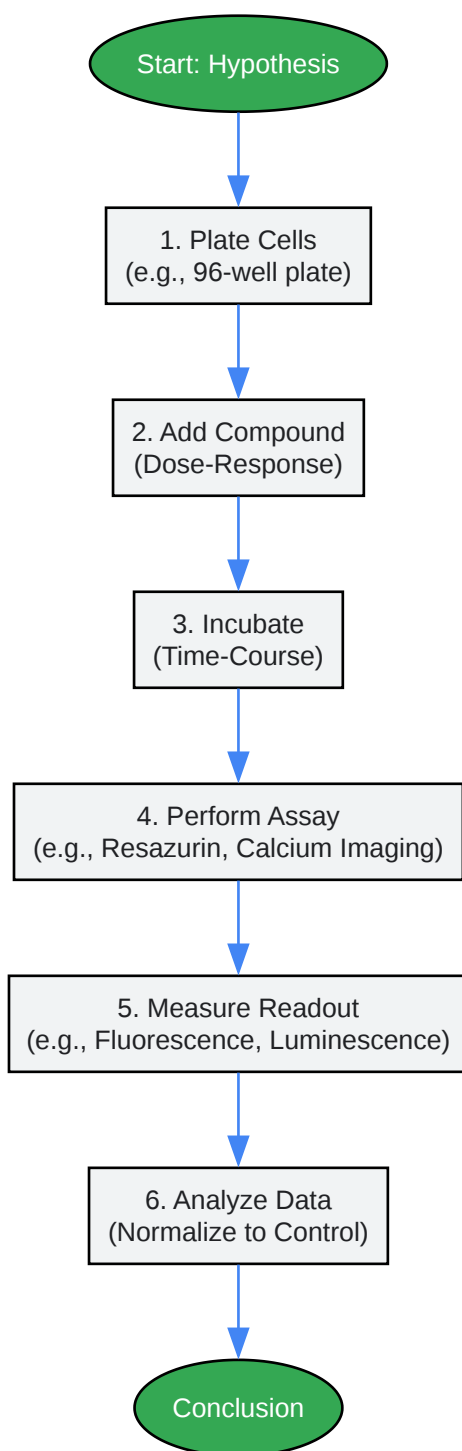 Start: Hypothesis
1. Plate Cells
(e.g., 96-well plate)
2. Add Compound
(Dose-Response)
3. Incubate
(Time-Course)
4. Perform Assay
(e.g., Resazurin, Calcium Imaging)
5. Measure Readout
(e.g., Fluorescence, Luminescence)
6. Analyze Data
(Normalize to Control)
Conclusion